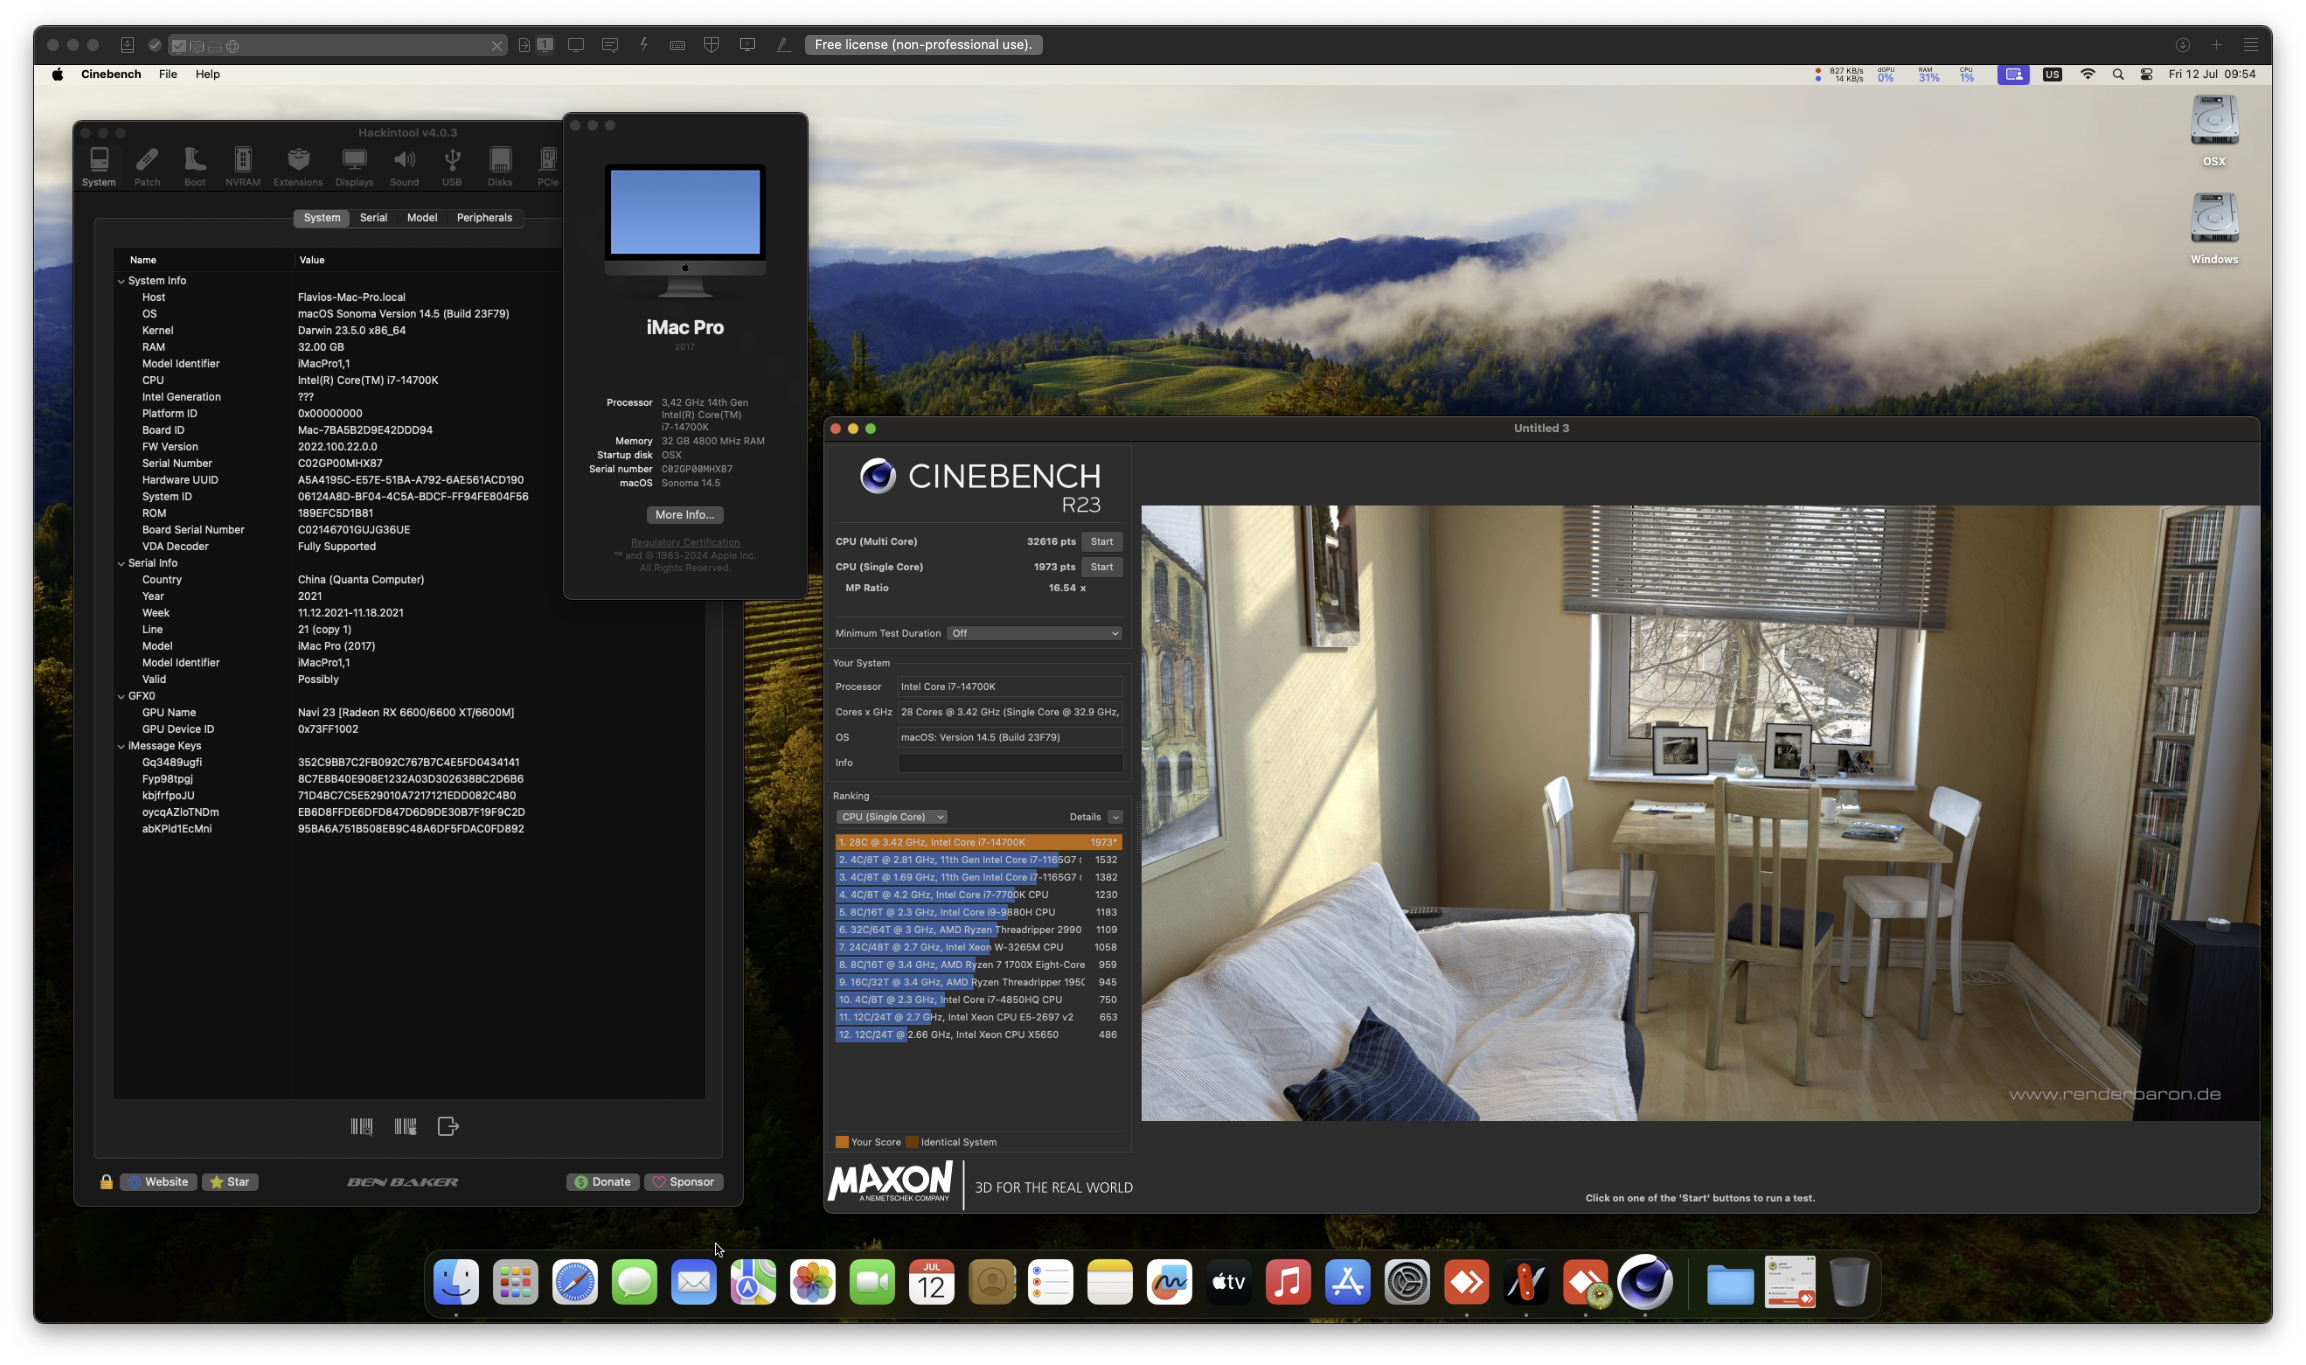 Free license (non-professional use).
1
Cinebench File Help
827 KB/s
14 KB/s
dGPU
0%
RAM
31%
CPU
1%
US
Fri 12 Jul 09:54
OSX
Windows
Hackintool v4.0.3
System Patch Boot NVRAM Extensions Displays Sound USB Disks PCIe
System Serial Model Peripherals
Name Value
System Info
Host Flavios-Mac-Pro.local
OS macOS Sonoma Version 14.5 (Build 23F79)
Kernel Darwin 23.5.0 x86_64
RAM 32.00 GB
Model Identifier iMacPro1,1
CPU Intel(R) Core(TM) i7-14700K
Intel Generation ???
Platform ID 0x00000000
Board ID Mac-7BA5B2D9E42DDD94
FW Version 2022.100.22.0.0
Serial Number C02GP00MHX87
Hardware UUID A5A4195C-E57E-51BA-A792-6AE561ACD190
System ID 06124A8D-BF04-4C5A-BDCF-FF94FE804F56
ROM 189EFC5D1B81
Board Serial Number C02146701GUJG36UE
VDA Decoder Fully Supported
Serial Info
Country China (Quanta Computer)
Year 2021
Week 11.12.2021-11.18.2021
Line 21 (copy 1)
Model iMac Pro (2017)
Model Identifier iMacPro1,1
Valid Possibly
GFX0
GPU Name Navi 23 [Radeon RX 6600/6600 XT/6600M]
GPU Device ID 0x73FF1002
iMessage Keys
Gq3489ugfi 352C9BB7C2FB092C767B7C4E5FD0434141
Fyp98tpgj 8C7E8B40E908E1232A03D302638BC2D6B6
kbjfrfpoJU 71D4BC7C5E529010A7217121EDD082C4B0
oycqAZloTNDm EB6D8FFDE6DFD847D6D9DE30B7F19F9C2D
abKPld1EcMni 95BA6A751B508EB9C48A6DF5FDAC0FD892
Website Star
BEN BAKER
Donate Sponsor
iMac Pro
2017
Processor 3,42 GHz 14th Gen
Intel(R) Core(TM)
i7-14700K
Memory 32 GB 4800 MHz RAM
Startup disk OSX
Serial number C02GP00MHX87
macOS Sonoma 14.5
More Info...
Regulatory Certification
™ and © 1983-2024 Apple Inc.
All Rights Reserved.
Untitled 3
CINEBENCH
R23
CPU (Multi Core) 32616 pts Start
CPU (Single Core) 1973 pts Start
MP Ratio 16.54 x
Minimum Test Duration Off
Your System
Processor Intel Core i7-14700K
Cores x GHz 28 Cores @ 3.42 GHz (Single Core @ 32.9 GHz,
OS macOS: Version 14.5 (Build 23F79)
Info
Ranking
CPU (Single Core) Details
1. 28C @ 3.42 GHz, Intel Core i7-14700K 1973*
2. 4C/8T @ 2.81 GHz, 11th Gen Intel Core i7-1165G7 ( 1532
3. 4C/8T @ 1.69 GHz, 11th Gen Intel Core i7-1165G7 ( 1382
4. 4C/8T @ 4.2 GHz, Intel Core i7-7700K CPU 1230
5. 8C/16T @ 2.3 GHz, Intel Core i9-9880H CPU 1183
6. 32C/64T @ 3 GHz, AMD Ryzen Threadripper 2990 1109
7. 24C/48T @ 2.7 GHz, Intel Xeon W-3265M CPU 1058
8. 8C/16T @ 3.4 GHz, AMD Ryzen 7 1700X Eight-Core 959
9. 16C/32T @ 3.4 GHz, AMD Ryzen Threadripper 1950 945
10. 4C/8T @ 2.3 GHz, Intel Core i7-4850HQ CPU 750
11. 12C/24T @ 2.7 GHz, Intel Xeon CPU E5-2697 v2 653
12. 12C/24T @ 2.66 GHz, Intel Xeon CPU X5650 486
Your Score Identical System
MAXON
A NEMETSCHEK COMPANY
3D FOR THE REAL WORLD
www.renderbaron.de
Click on one of the 'Start' buttons to run a test.
JUL
12
tv